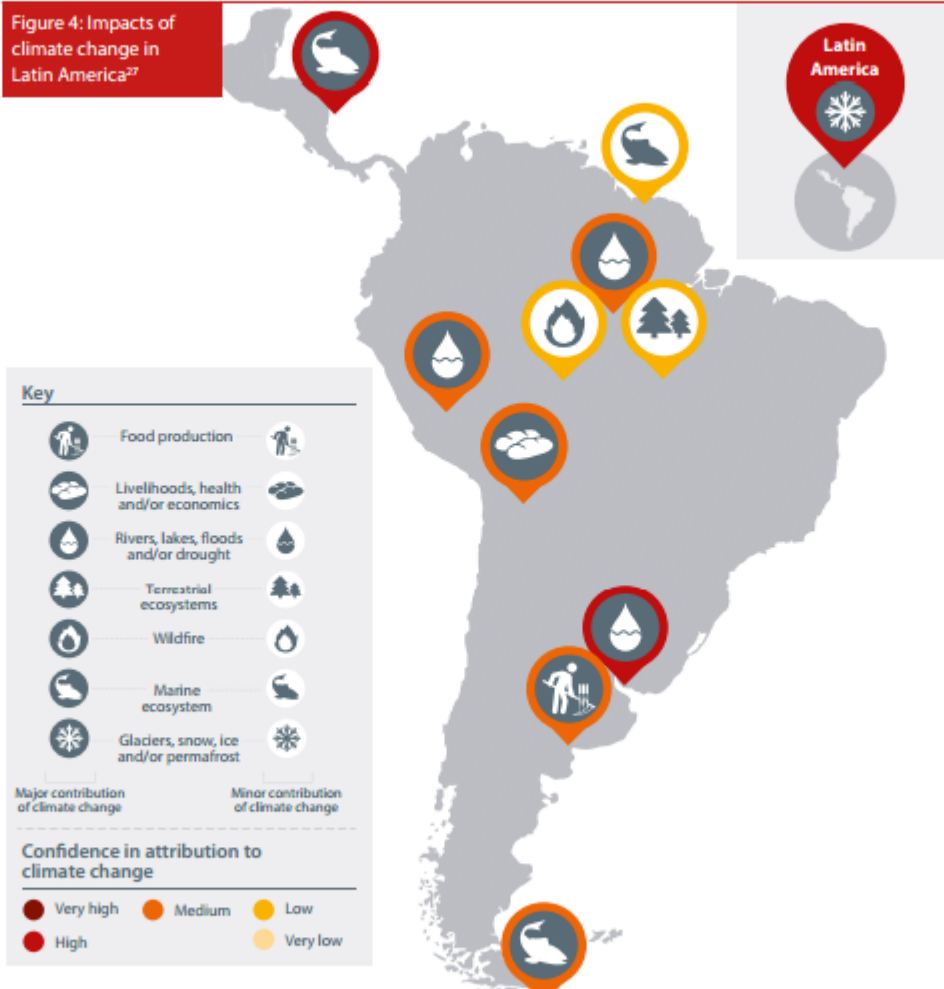 Figure 4: Impacts of
climate change in
Latin America²⁷
Latin
America
Key
Food production
Livelihoods, health
and/or economics
Rivers, lakes, floods
and/or drought
Terrestrial
ecosystems
Wildfire
Marine
ecosystem
Glaciers, snow, ice
and/or permafrost
Major contribution
of climate change
Minor contribution
of climate change
Confidence in attribution to
climate change
Very high
Medium
Low
High
Very low